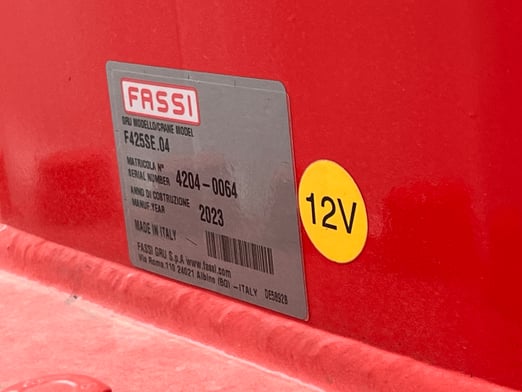 FASSI
GRU MODELLO/CRANE MODEL
F425SE.04
MATRICOLA N°
SERIAL NUMBER 4204-0064
ANNO DI COSTRUZIONE
MANUF.YEAR 2023
MADE IN ITALY
FASSI GRU S.p.A www.fassi.com
Via Roma,110 24021 Albino (BG) -ITALY DE58928
12V